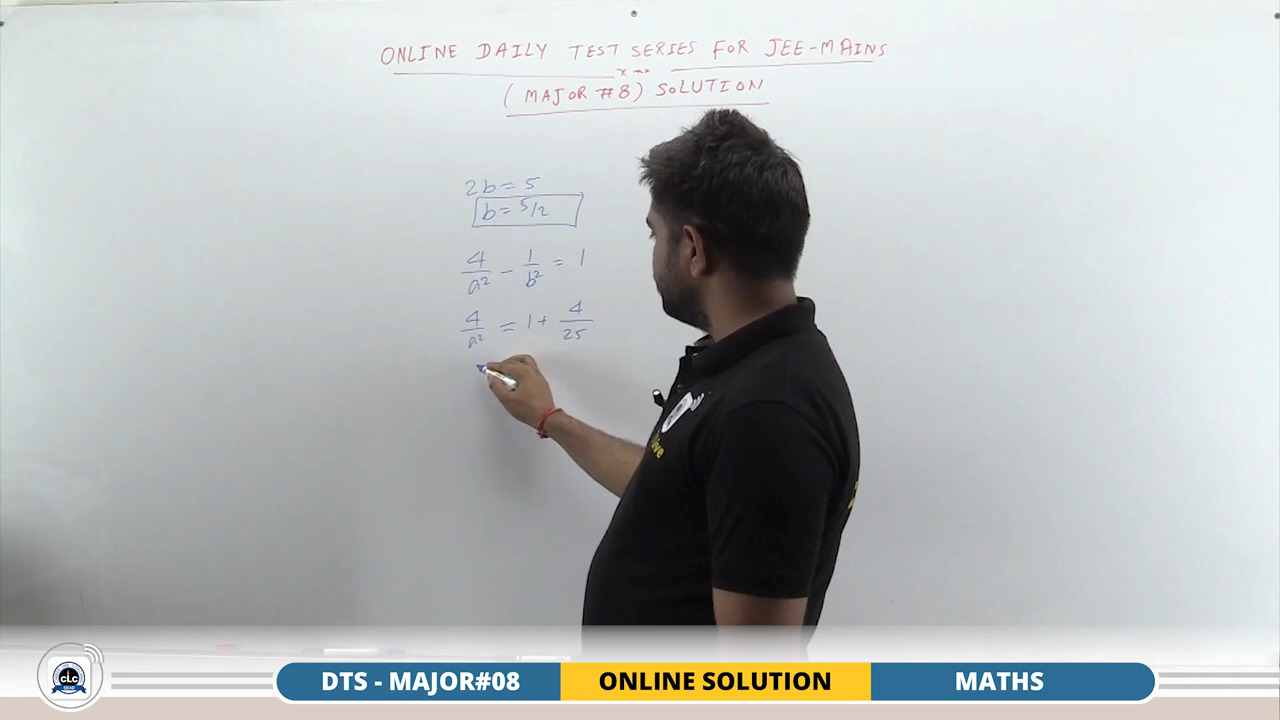 ONLINE DAILY TEST SERIES FOR JEE-MAINS
(MAJOR #8) SOLUTION
2b = 5
b = 5/2
4/a² - 1/b² = 1
4/a² = 1 + 4/25
CLC
DTS - MAJOR#08
ONLINE SOLUTION
MATHS